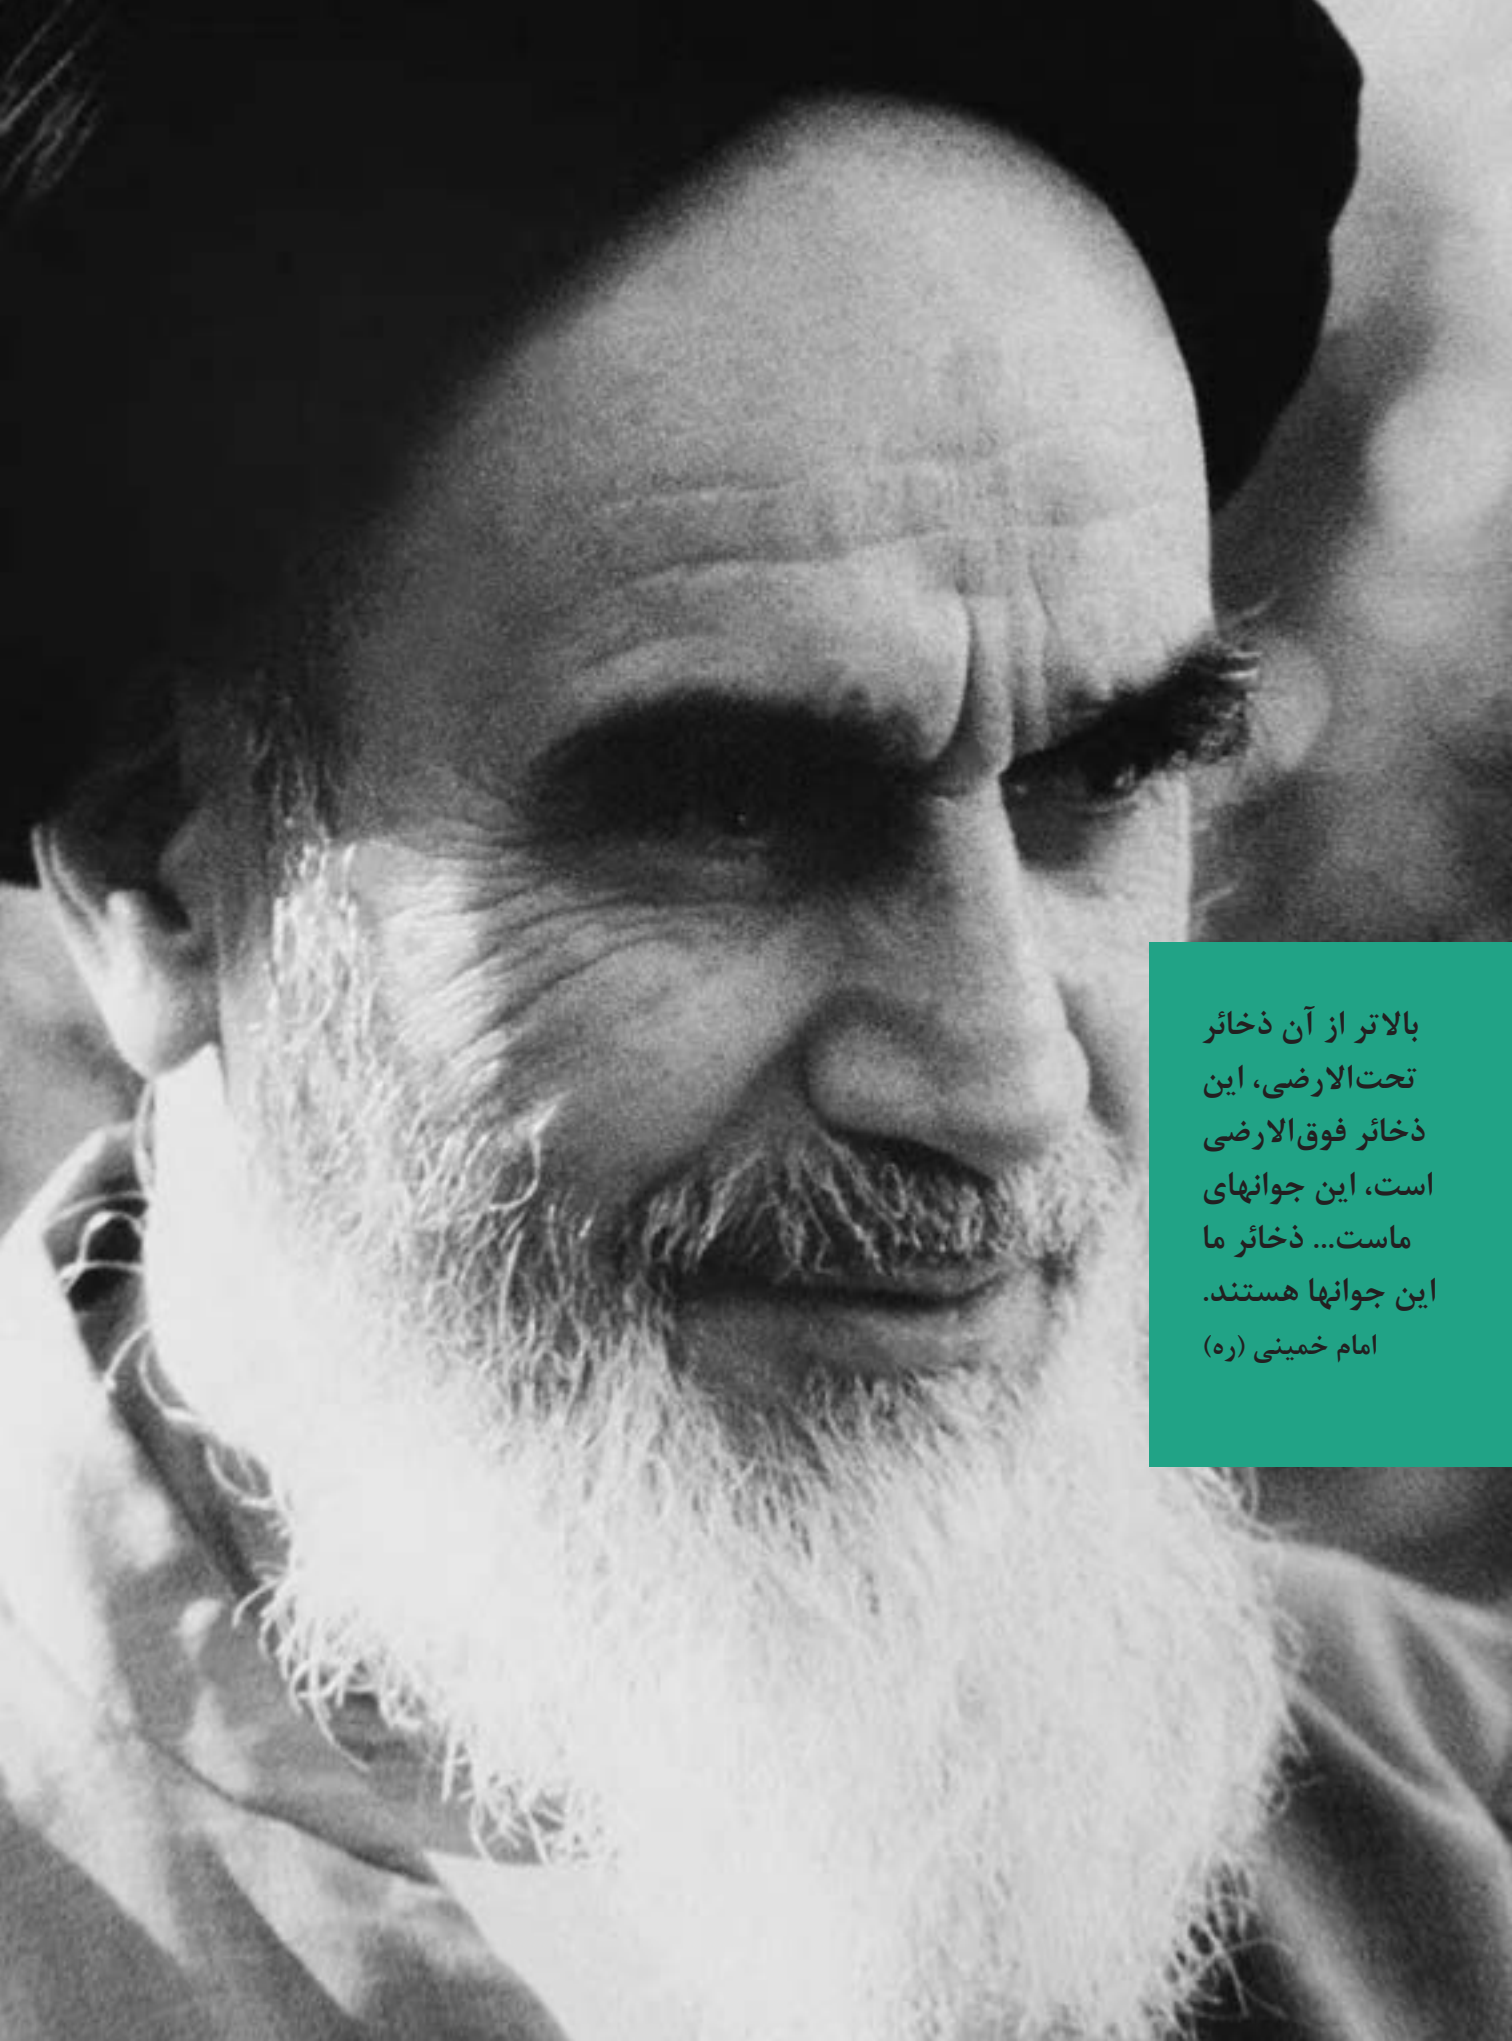 بالاتر از آن ذخائر
تحت‌الارضی، این
ذخائر فوق‌الارضی
است، این جوانهای
ماست... ذخائر ما
این جوانها هستند.
امام خمینی (ره)